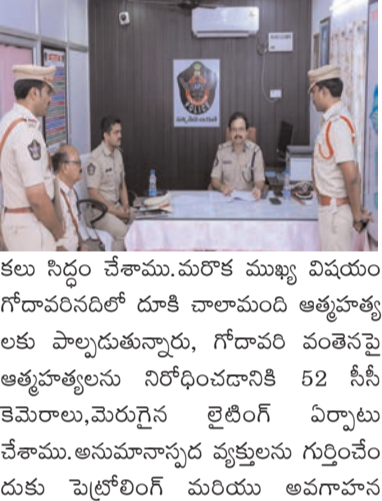 POLICE
కలు సిద్ధం చేశాము.మరొక ముఖ్య విషయం
గోదావరినదిలో దూకి చాలామంది ఆత్మహత్య
లకు పాల్పడుతున్నారు, గోదావరి వంతెనపై
ఆత్మహత్యలను నిరోధించడానికి 52 సీసీ
కెమెరాలు,మెరుగైన లైటింగ్ ఏర్పాటు
చేశాము.అనుమానాస్పద వ్యక్తులను గుర్తించేం
దుకు పెట్రోలింగ్ మరియు అవగాహన